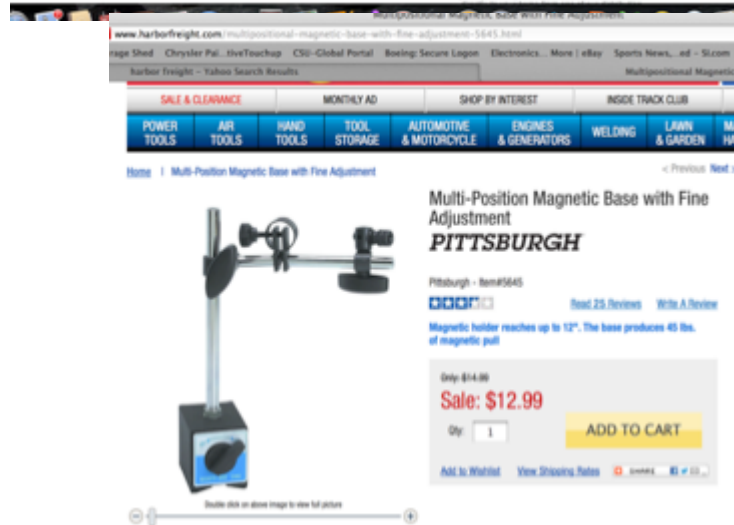 Multipositional Magnetic Base with Fine Adjustment
www.harborfreight.com/multipositional-magnetic-base-with-fine-adjustment-5645.html
rage Shed Chrysler Pai...tiveTouchup CSU-Global Portal Boeing: Secure Logon Electronics... More | eBay Sports News,...ed - SI.com
harbor freight - Yahoo Search Results Multipositional Magnetic
SALE & CLEARANCE MONTHLY AD SHOP BY INTEREST INSIDE TRACK CLUB
POWER TOOLS AIR TOOLS HAND TOOLS TOOL STORAGE AUTOMOTIVE & MOTORCYCLE ENGINES & GENERATORS WELDING LAWN & GARDEN
Home | Multi-Position Magnetic Base with Fine Adjustment < Previous Next
Multi-Position Magnetic Base with Fine
Adjustment
PITTSBURGH
Pittsburgh - Item#5645
Read 25 Reviews Write A Review
Magnetic holder reaches up to 12". The base produces 45 lbs.
of magnetic pull
Only: $14.99
Sale: $12.99
Qty: 1 ADD TO CART
Add to Wishlist View Shipping Rates SHARE
Double click on above image to view full picture